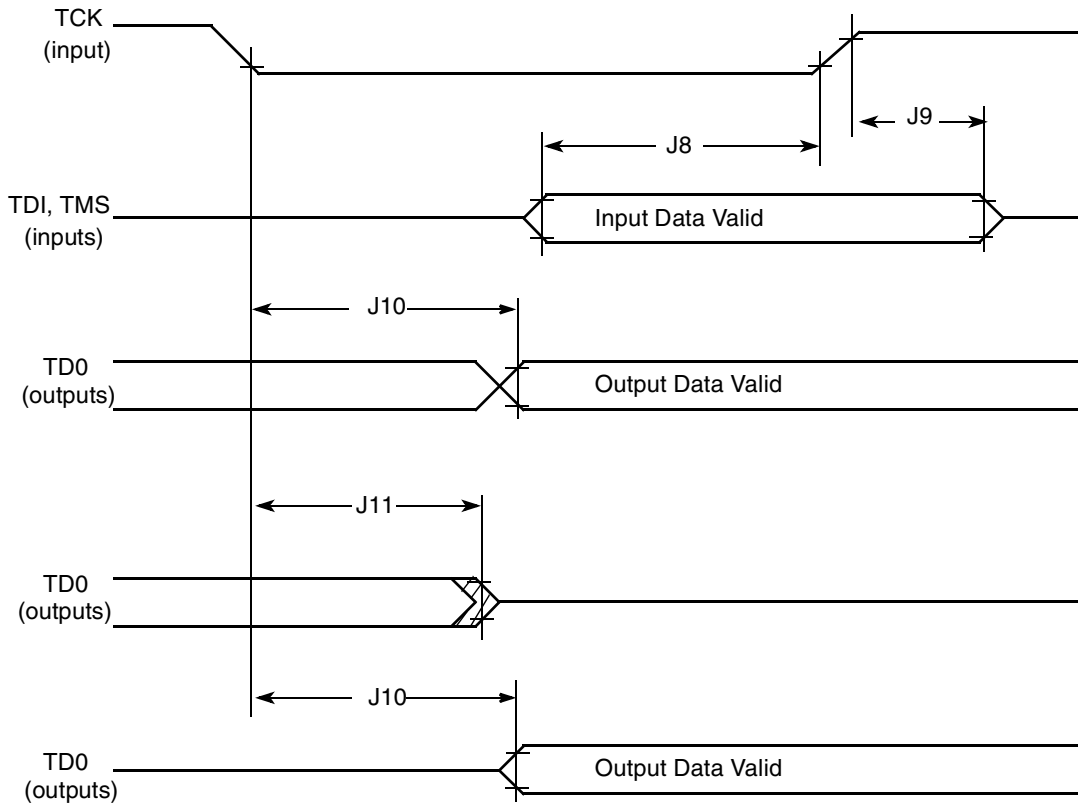 TCK
(input)
J9
J8
TDI, TMS
(inputs)
Input Data Valid
J10
TD0
(outputs)
Output Data Valid
J11
TD0
(outputs)
J10
TD0
(outputs)
Output Data Valid